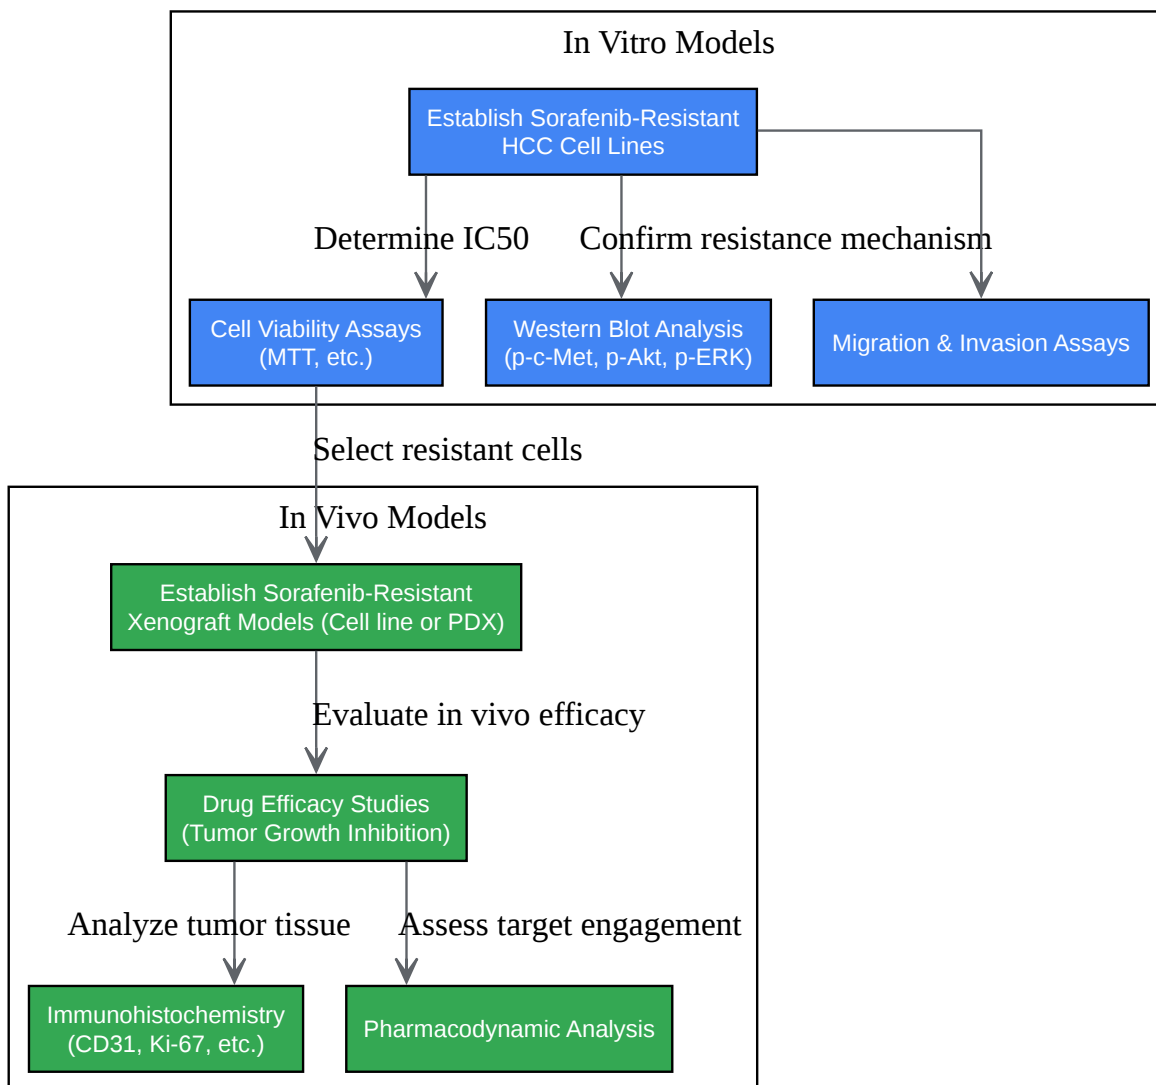 In Vitro Models
Establish Sorafenib-Resistant
HCC Cell Lines
Determine IC50
Confirm resistance mechanism
Cell Viability Assays
(MTT, etc.)
Western Blot Analysis
(p-c-Met, p-Akt, p-ERK)
Migration & Invasion Assays
Select resistant cells
In Vivo Models
Establish Sorafenib-Resistant
Xenograft Models (Cell line or PDX)
Evaluate in vivo efficacy
Drug Efficacy Studies
(Tumor Growth Inhibition)
Analyze tumor tissue
Assess target engagement
Immunohistochemistry
(CD31, Ki-67, etc.)
Pharmacodynamic Analysis